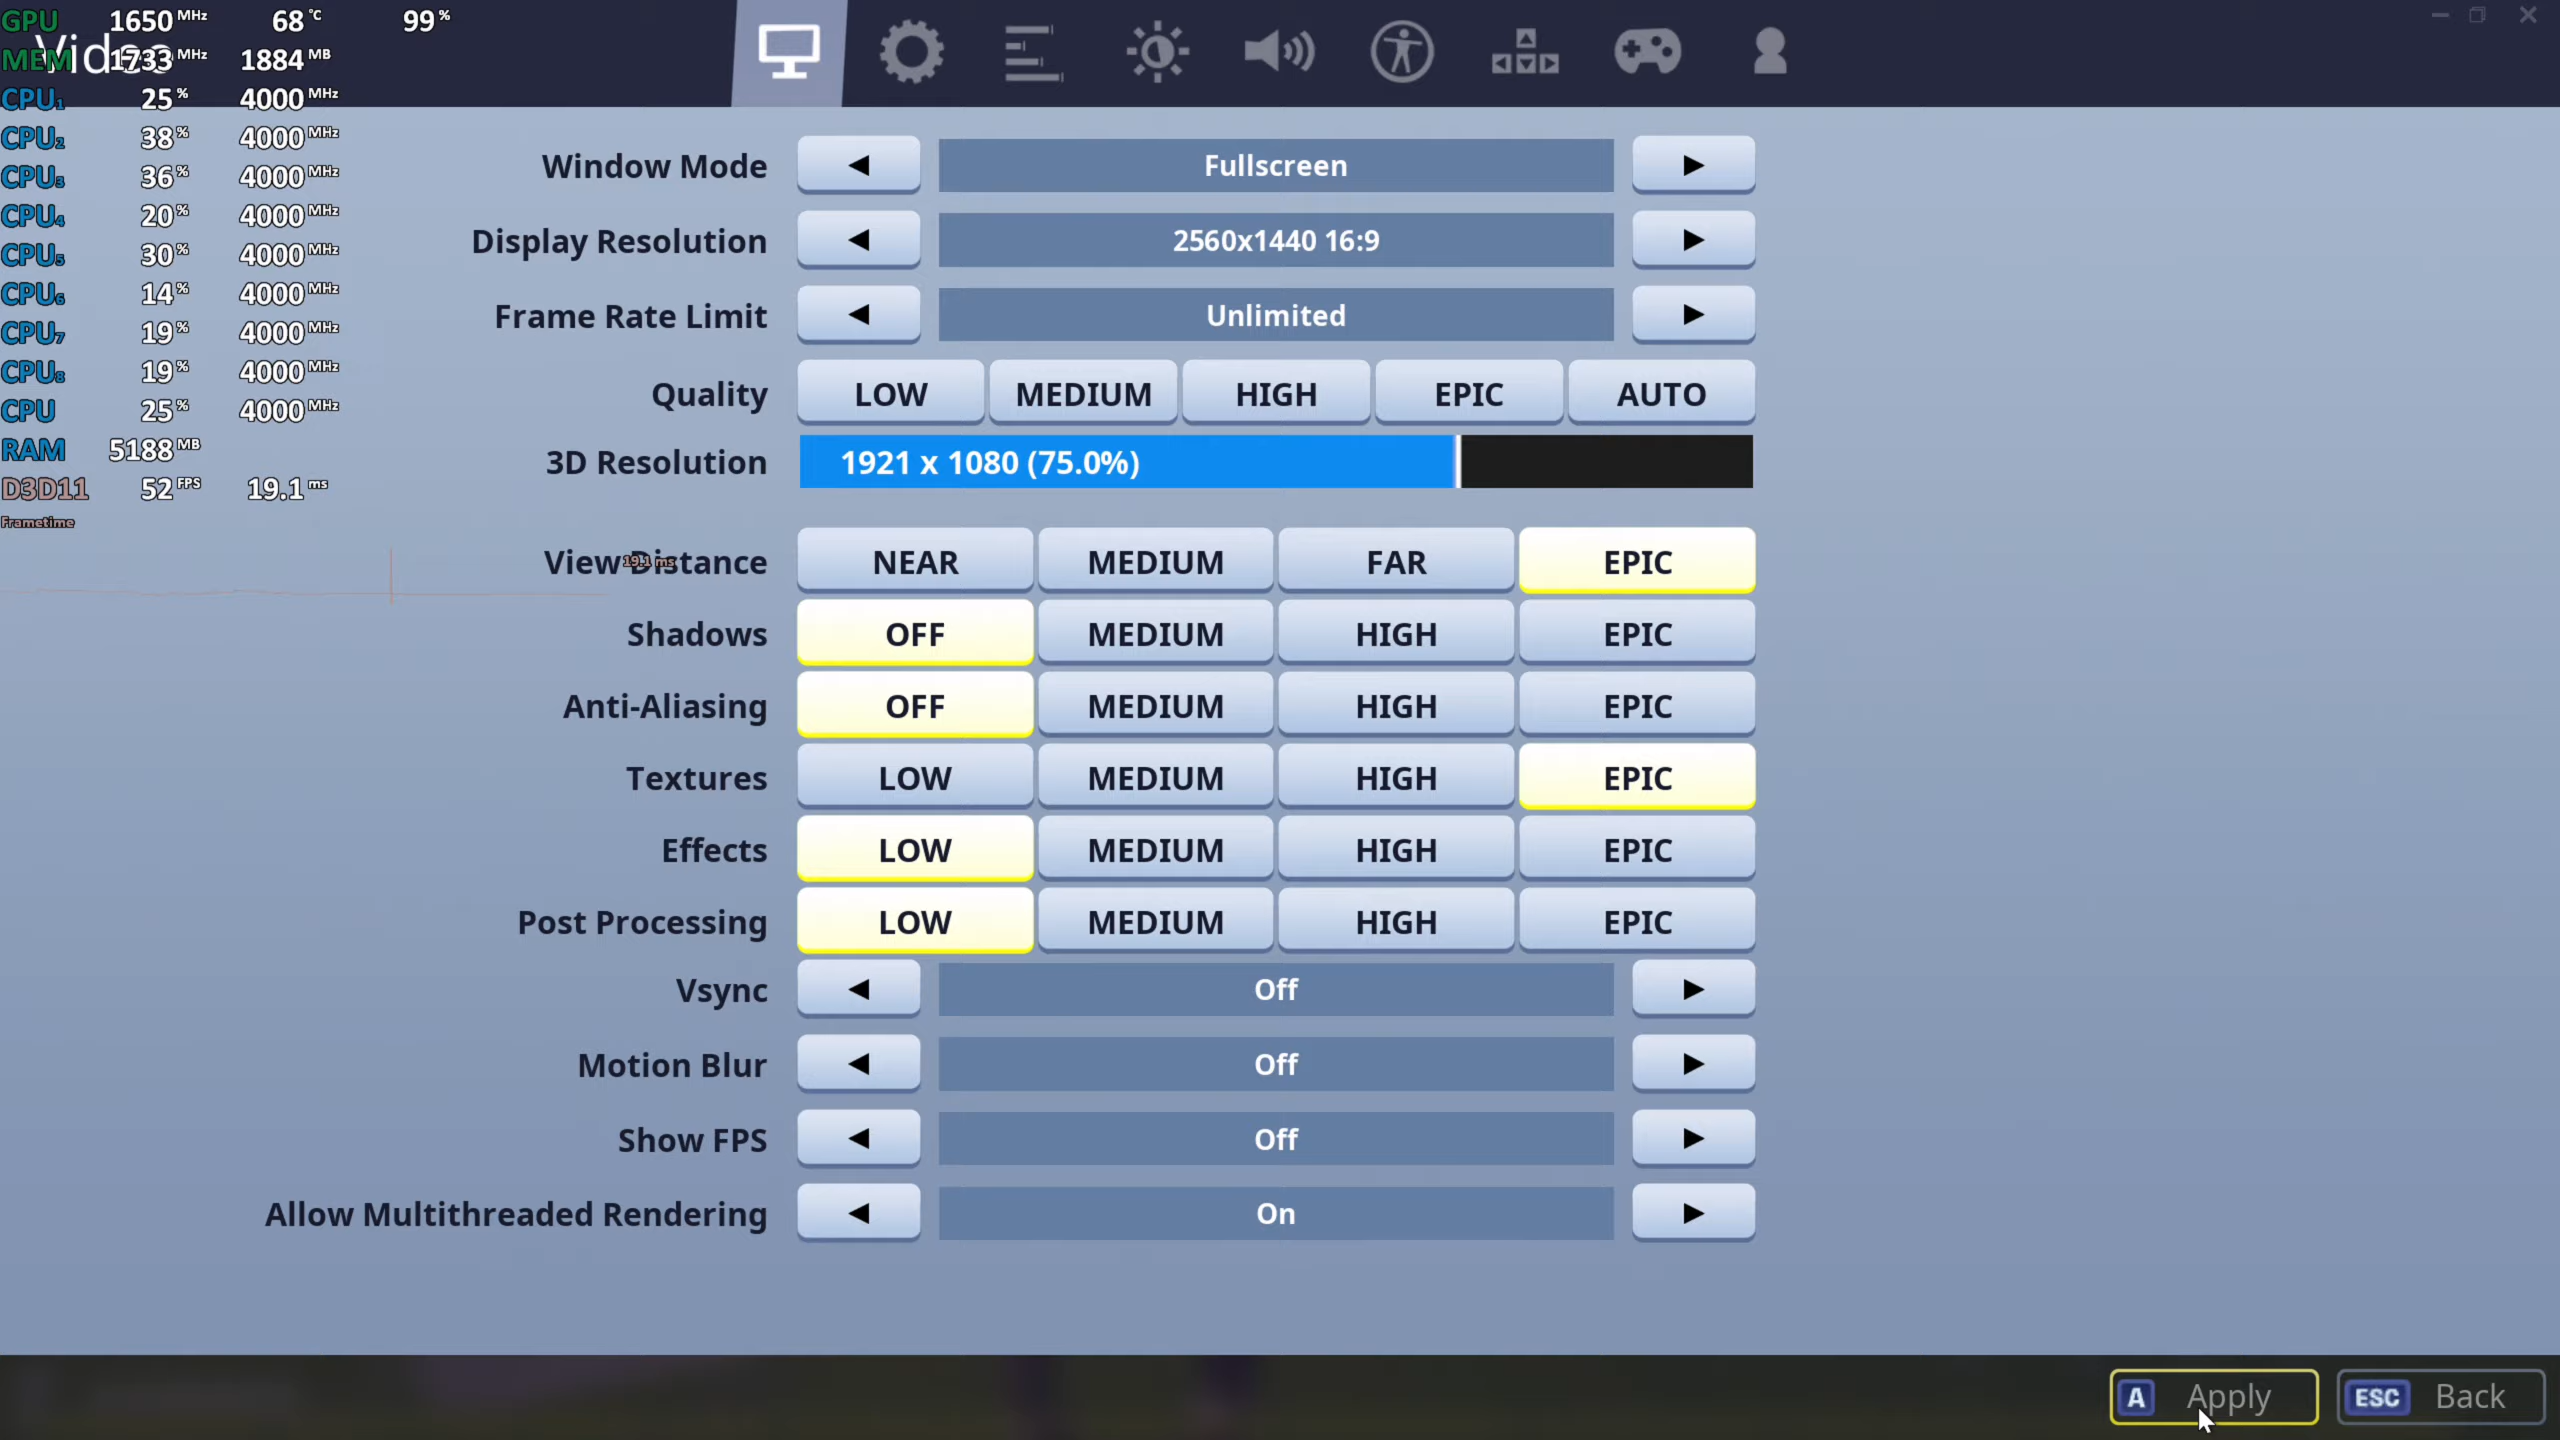 Video
GPU 1650 MHz 68 °C 99 %
MEM 1733 MHz 1884 MB
CPU1 25 % 4000 MHz
CPU2 38 % 4000 MHz
CPU3 36 % 4000 MHz
CPU4 20 % 4000 MHz
CPU5 30 % 4000 MHz
CPU6 14 % 4000 MHz
CPU7 19 % 4000 MHz
CPU8 19 % 4000 MHz
CPU 25 % 4000 MHz
RAM 5188 MB
D3D11 52 FPS 19.1 ms
Frametime
19.1 ms
Window Mode Fullscreen
Display Resolution 2560x1440 16:9
Frame Rate Limit Unlimited
Quality LOW MEDIUM HIGH EPIC AUTO
3D Resolution 1921 x 1080 (75.0%)
View Distance NEAR MEDIUM FAR EPIC
Shadows OFF MEDIUM HIGH EPIC
Anti-Aliasing OFF MEDIUM HIGH EPIC
Textures LOW MEDIUM HIGH EPIC
Effects LOW MEDIUM HIGH EPIC
Post Processing LOW MEDIUM HIGH EPIC
Vsync Off
Motion Blur Off
Show FPS Off
Allow Multithreaded Rendering On
A Apply ESC Back